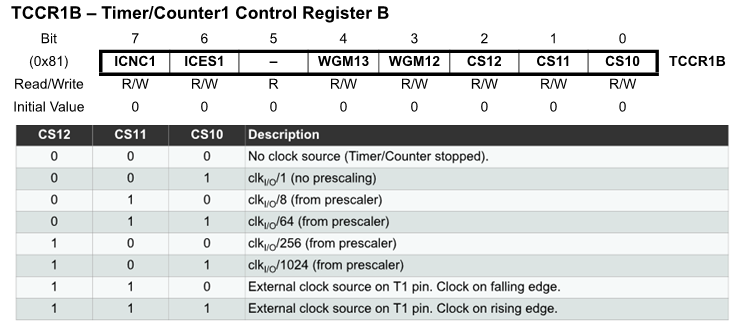 TCCR1B – Timer/Counter1 Control Register B
Bit 7 6 5 4 3 2 1 0
(0x81) ICNC1 ICES1 – WGM13 WGM12 CS12 CS11 CS10 TCCR1B
Read/Write R/W R/W R R/W R/W R/W R/W R/W
Initial Value 0 0 0 0 0 0 0 0
CS12 CS11 CS10 Description
0 0 0 No clock source (Timer/Counter stopped).
0 0 1 clkI/O/1 (no prescaling)
0 1 0 clkI/O/8 (from prescaler)
0 1 1 clkI/O/64 (from prescaler)
1 0 0 clkI/O/256 (from prescaler)
1 0 1 clkI/O/1024 (from prescaler)
1 1 0 External clock source on T1 pin. Clock on falling edge.
1 1 1 External clock source on T1 pin. Clock on rising edge.